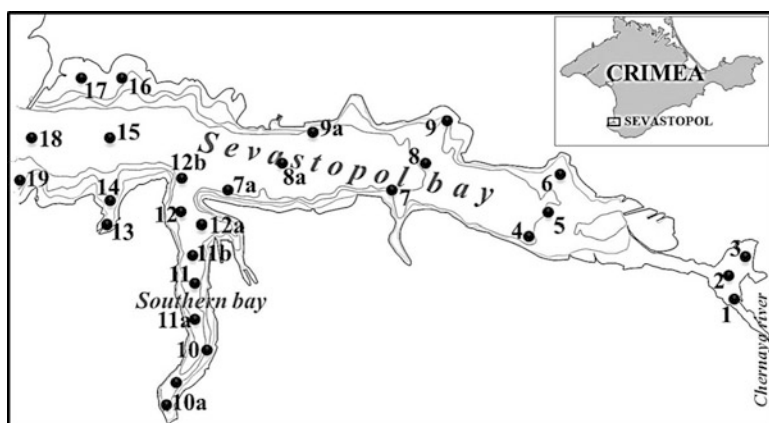 CRIMEA
SEVASTOPOL
17
16
18
15
9a
9
Sevastopol bay
12b
8a
8
6
19
14
7a
7
12
5
13
12a
4
11b
3
11
2
Southern bay
1
11a
10
10a
Chernaya river